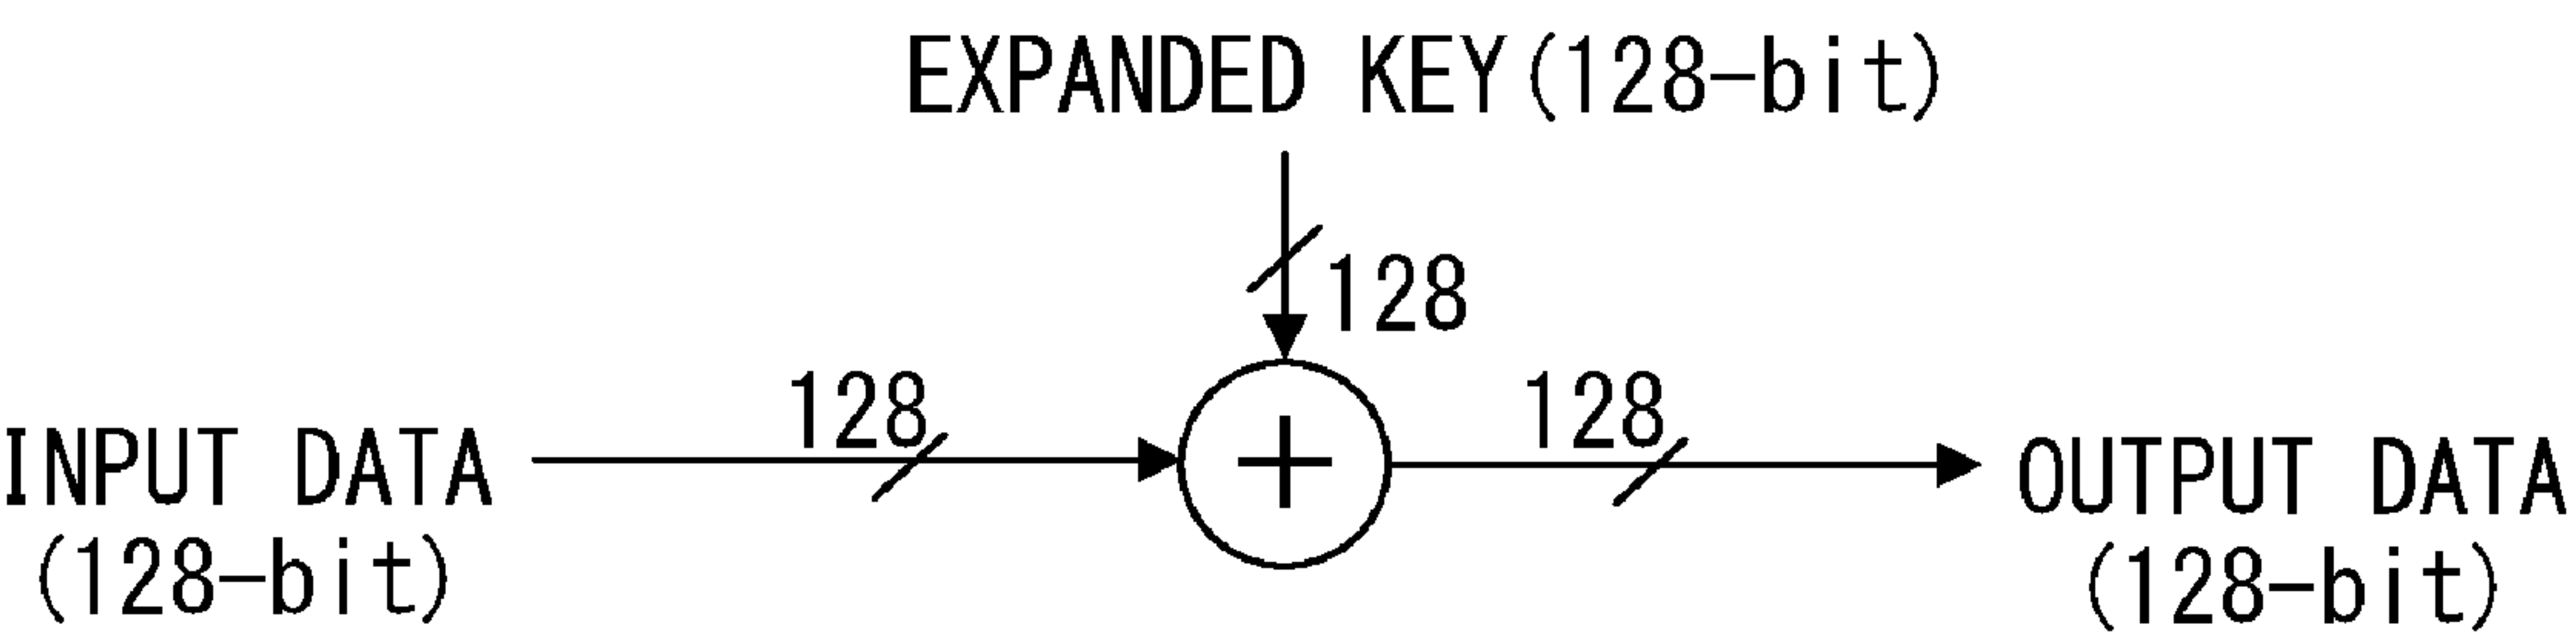 EXPANDED KEY(128-bit)
128
128
128
INPUT DATA
(128-bit)
OUTPUT DATA
(128-bit)